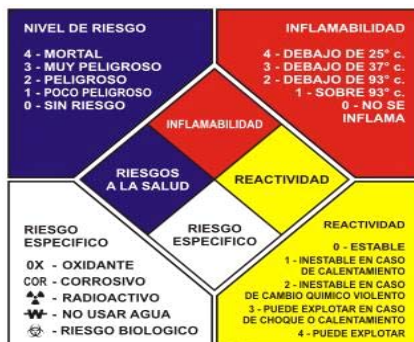 NIVEL DE RIESGO
4 - MORTAL
3 - MUY PELIGROSO
2 - PELIGROSO
1 - POCO PELIGROSO
0 - SIN RIESGO
INFLAMABILIDAD
4 - DEBAJO DE 25° c.
3 - DEBAJO DE 37° c.
2 - DEBAJO DE 93° c.
1 - SOBRE 93° c.
0 - NO SE
INFLAMA
INFLAMABILIDAD
RIESGOS
A LA SALUD
REACTIVIDAD
RIESGO
ESPECIFICO
RIESGO
ESPECIFICO
OX - OXIDANTE
COR - CORROSIVO
- RADIOACTIVO
W - NO USAR AGUA
- RIESGO BIOLOGICO
REACTIVIDAD
0 - ESTABLE
1 - INESTABLE EN CASO
DE CALENTAMIENTO
2 - INESTABLE EN CASO
DE CAMBIO QUIMICO VIOLENTO
3 - PUEDE EXPLOTAR EN CASO
DE CHOQUE O CALENTAMIENTO
4 - PUEDE EXPLOTAR